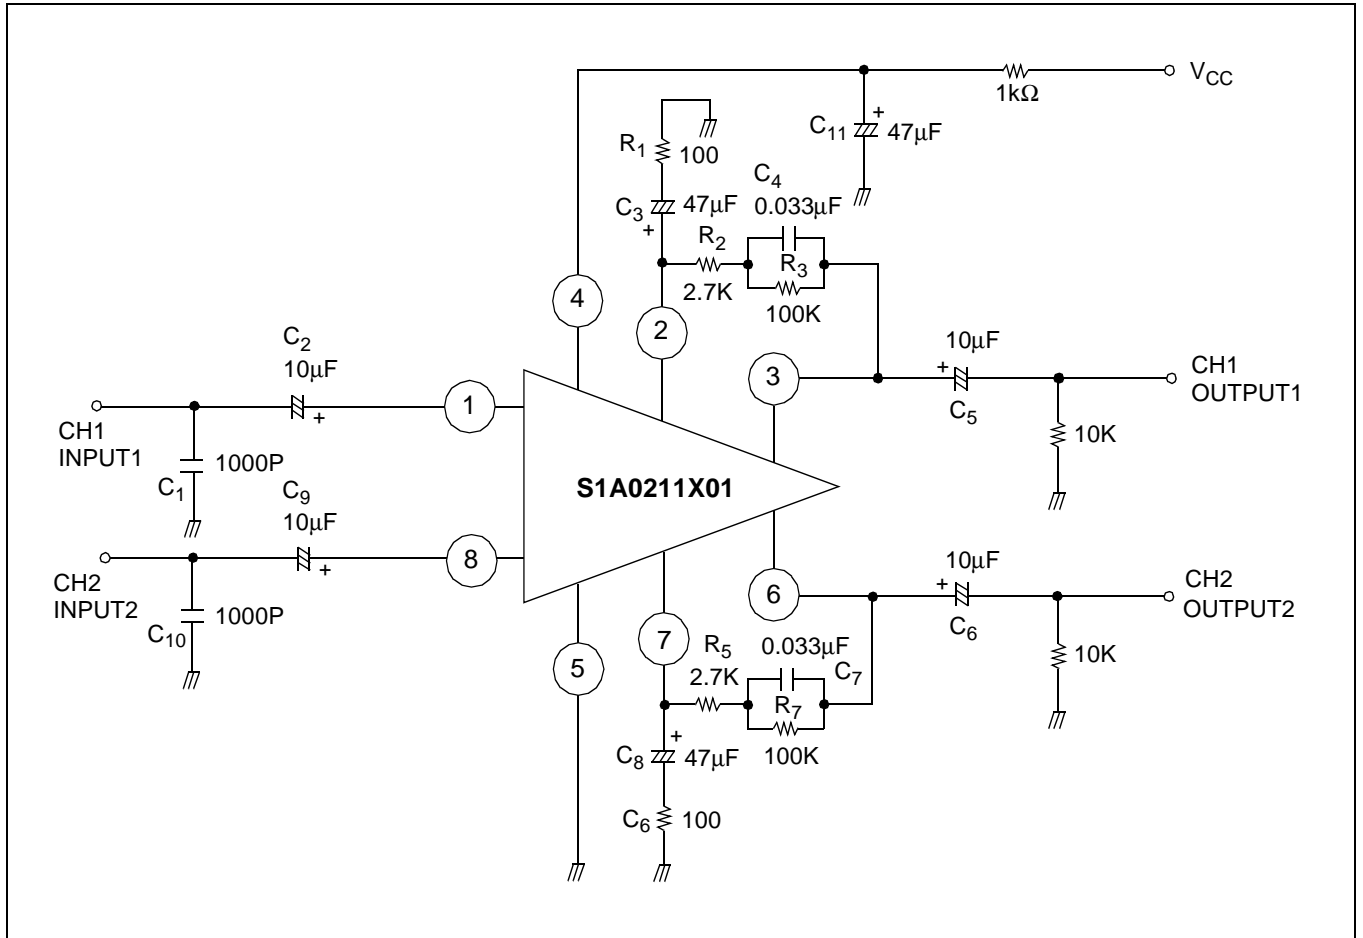 V_CC
1kΩ
C_11
+
47μF
R_1
100
C_4
C_3
47μF
0.033μF
+
R_2
R_3
2.7K
100K
4
2
C_2
10μF
3
10μF
+
CH1
OUTPUT1
C_5
1
+
CH1
INPUT1
10K
1000P
C_1
C_9
10μF
S1A0211X01
8
+
10μF
+
CH2
OUTPUT2
CH2
INPUT2
6
C_6
1000P
C_10
7
R_5
0.033μF
10K
5
2.7K
C_7
R_7
+
C_8
47μF
100K
C_6
100